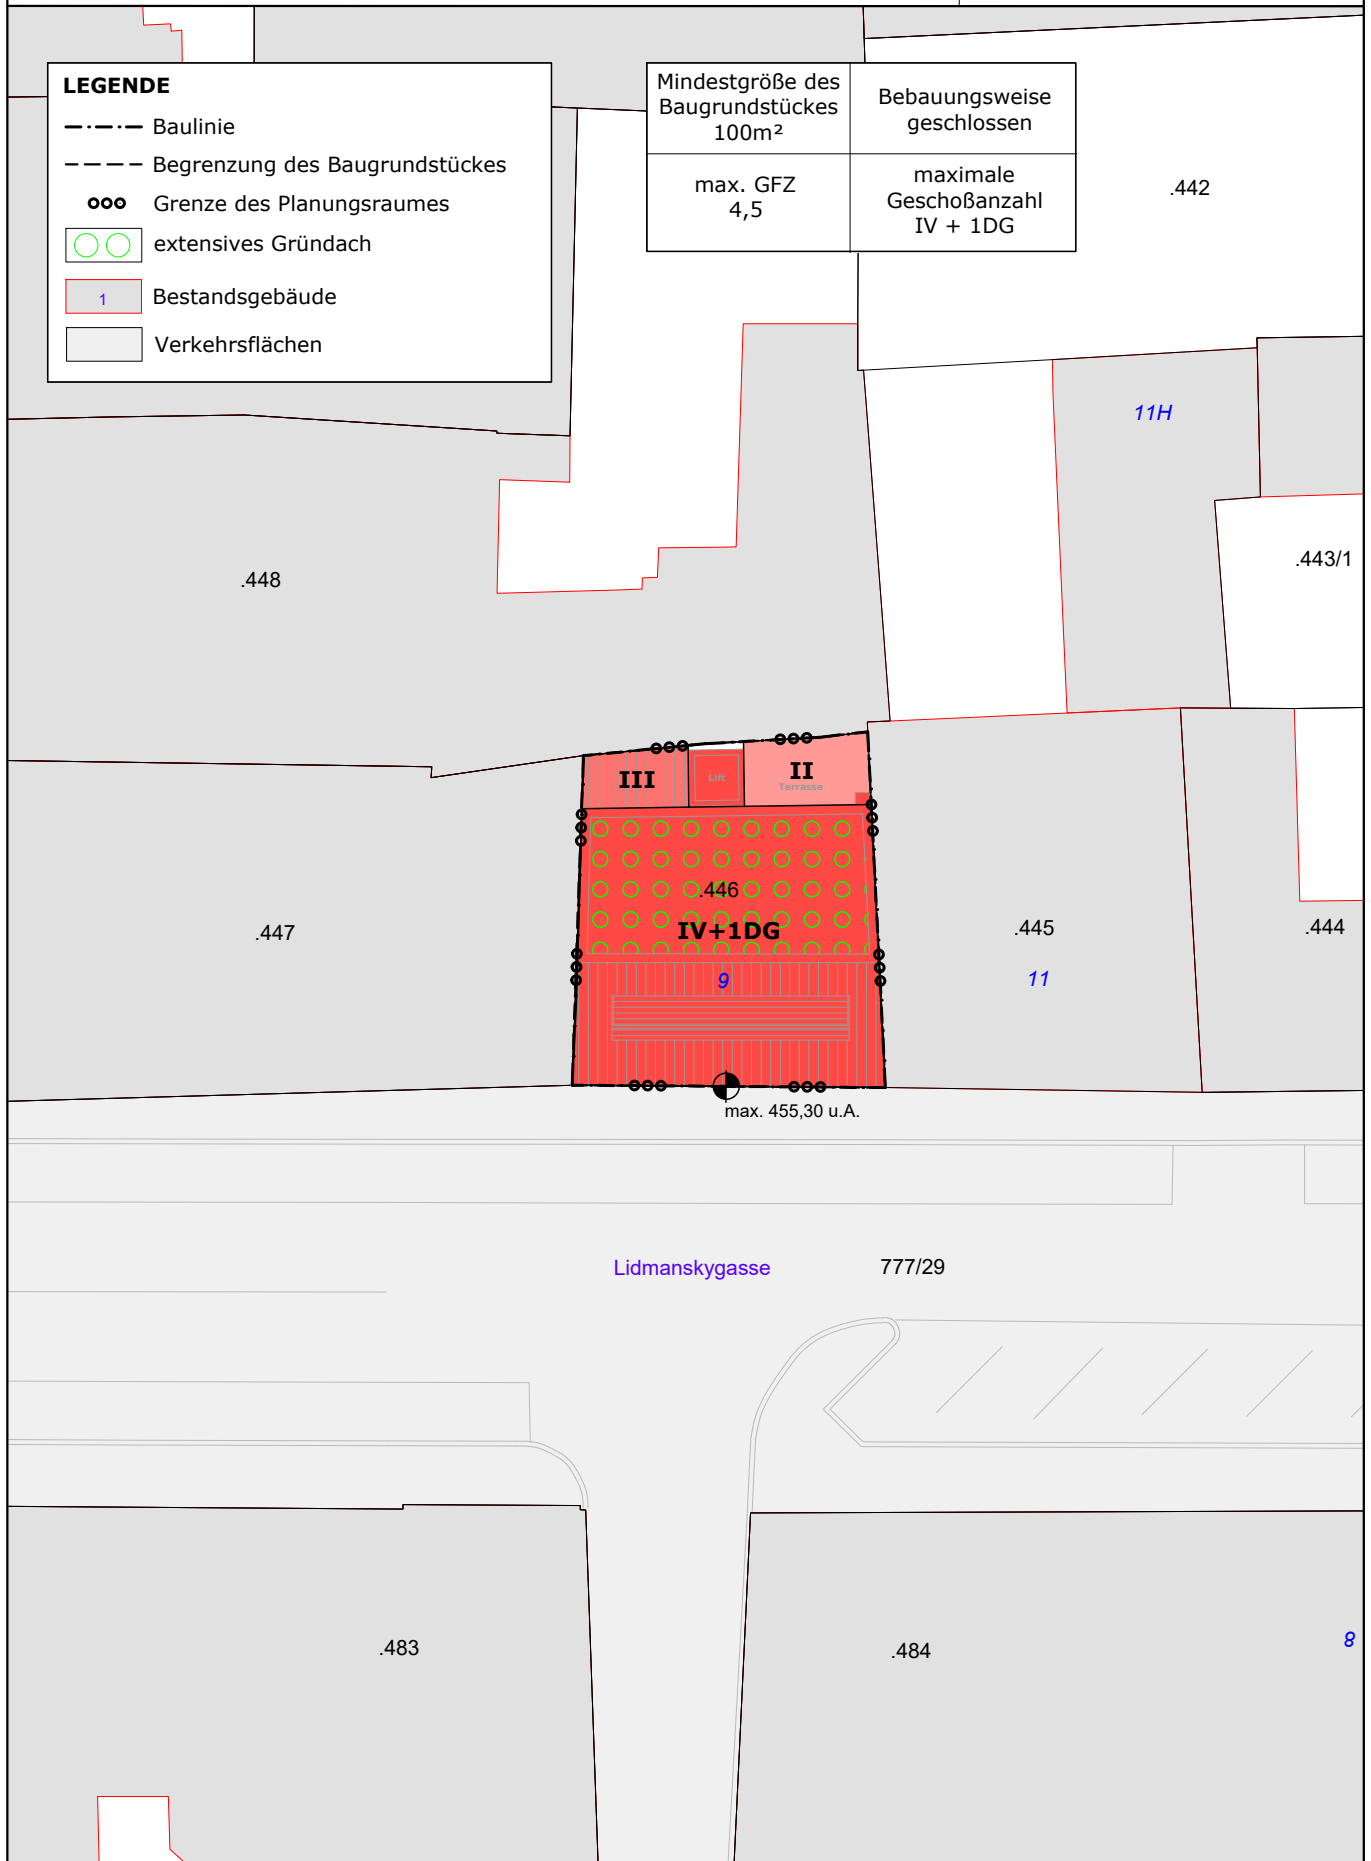 LEGENDE
Baulinie
Begrenzung des Baugrundstückes
Grenze des Planungsraumes
extensives Gründach
1 Bestandsgebäude
Verkehrsflächen
Mindestgröße des
Baugrundstückes
100m²
Bebauungsweise
geschlossen
max. GFZ
4,5
maximale
Geschoßanzahl
IV + 1DG
.442
11H
.443/1
.448
III
Lift
II
Terrasse
.446
IV+1DG
9
.447
.445
11
.444
max. 455,30 u.A.
Lidmanskygasse
777/29
.483
.484
8